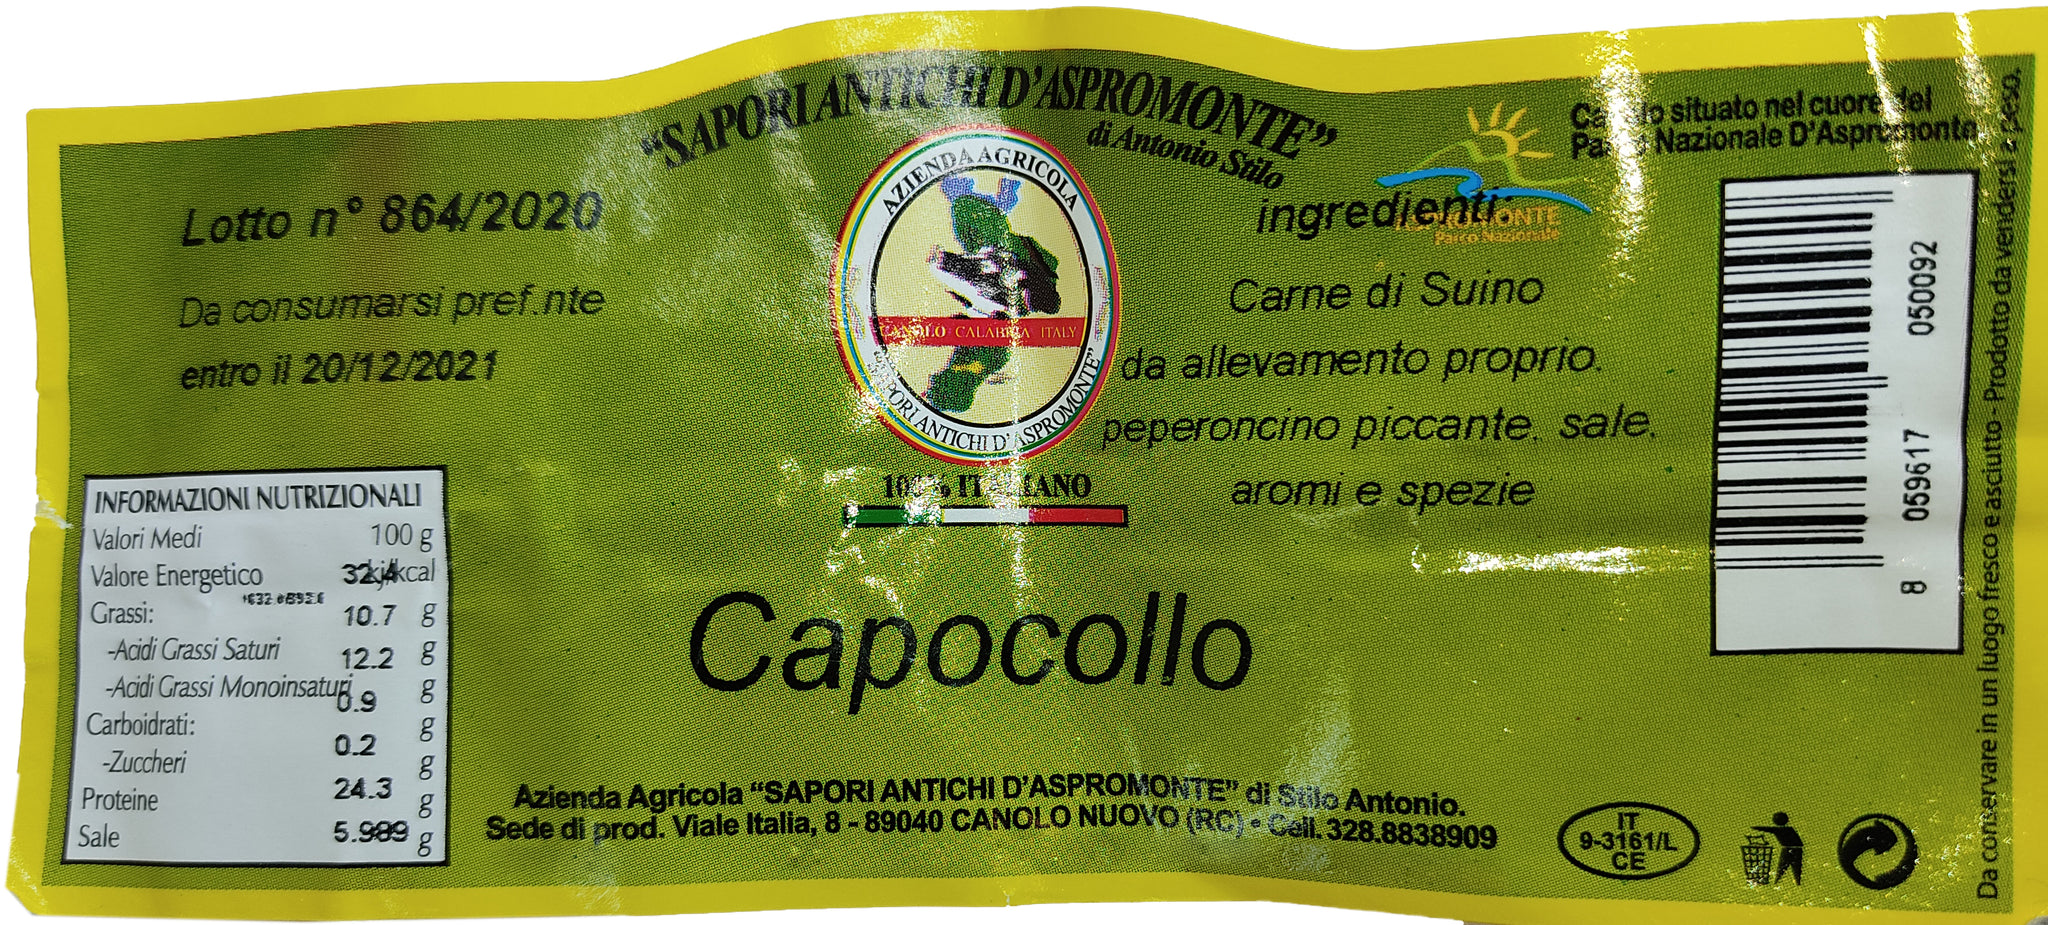 "SAPORI ANTICHI D'ASPROMONTE"
di Antonio Stilo
Lotto n° 864/2020
Da consumarsi pref.nte
entro il 20/12/2021
INFORMAZIONI NUTRIZIONALI
Valori Medi 100 g
Valore Energetico kj/kcal
Grassi: 10.7 g
-Acidi Grassi Saturi 12.2 g
-Acidi Grassi Monoinsaturi 0.9 g
Carboidrati: 0.2 g
-Zuccheri 24.3 g
Proteine 5.989 g
Sale g
AZIENDA AGRICOLA
CANOLO CALABRIA ITALY
"SAPORI ANTICHI D'ASPROMONTE"
100% ITALIANO
Capocollo
Azienda Agricola "SAPORI ANTICHI D'ASPROMONTE" di Stilo Antonio.
Sede di prod. Viale Italia, 8 - 89040 CANOLO NUOVO (RC) • Cell. 328.8838909
Canolo situato nel cuore del
Parco Nazionale D'Aspromonte
ASPROMONTE
Parco Nazionale
ingredienti:
Carne di Suino
da allevamento proprio.
peperoncino piccante. sale.
aromi e spezie
8 059617 050092
Da conservare in un luogo fresco e asciutto - Prodotto da vendersi a peso.
IT
9-3161/L
CE